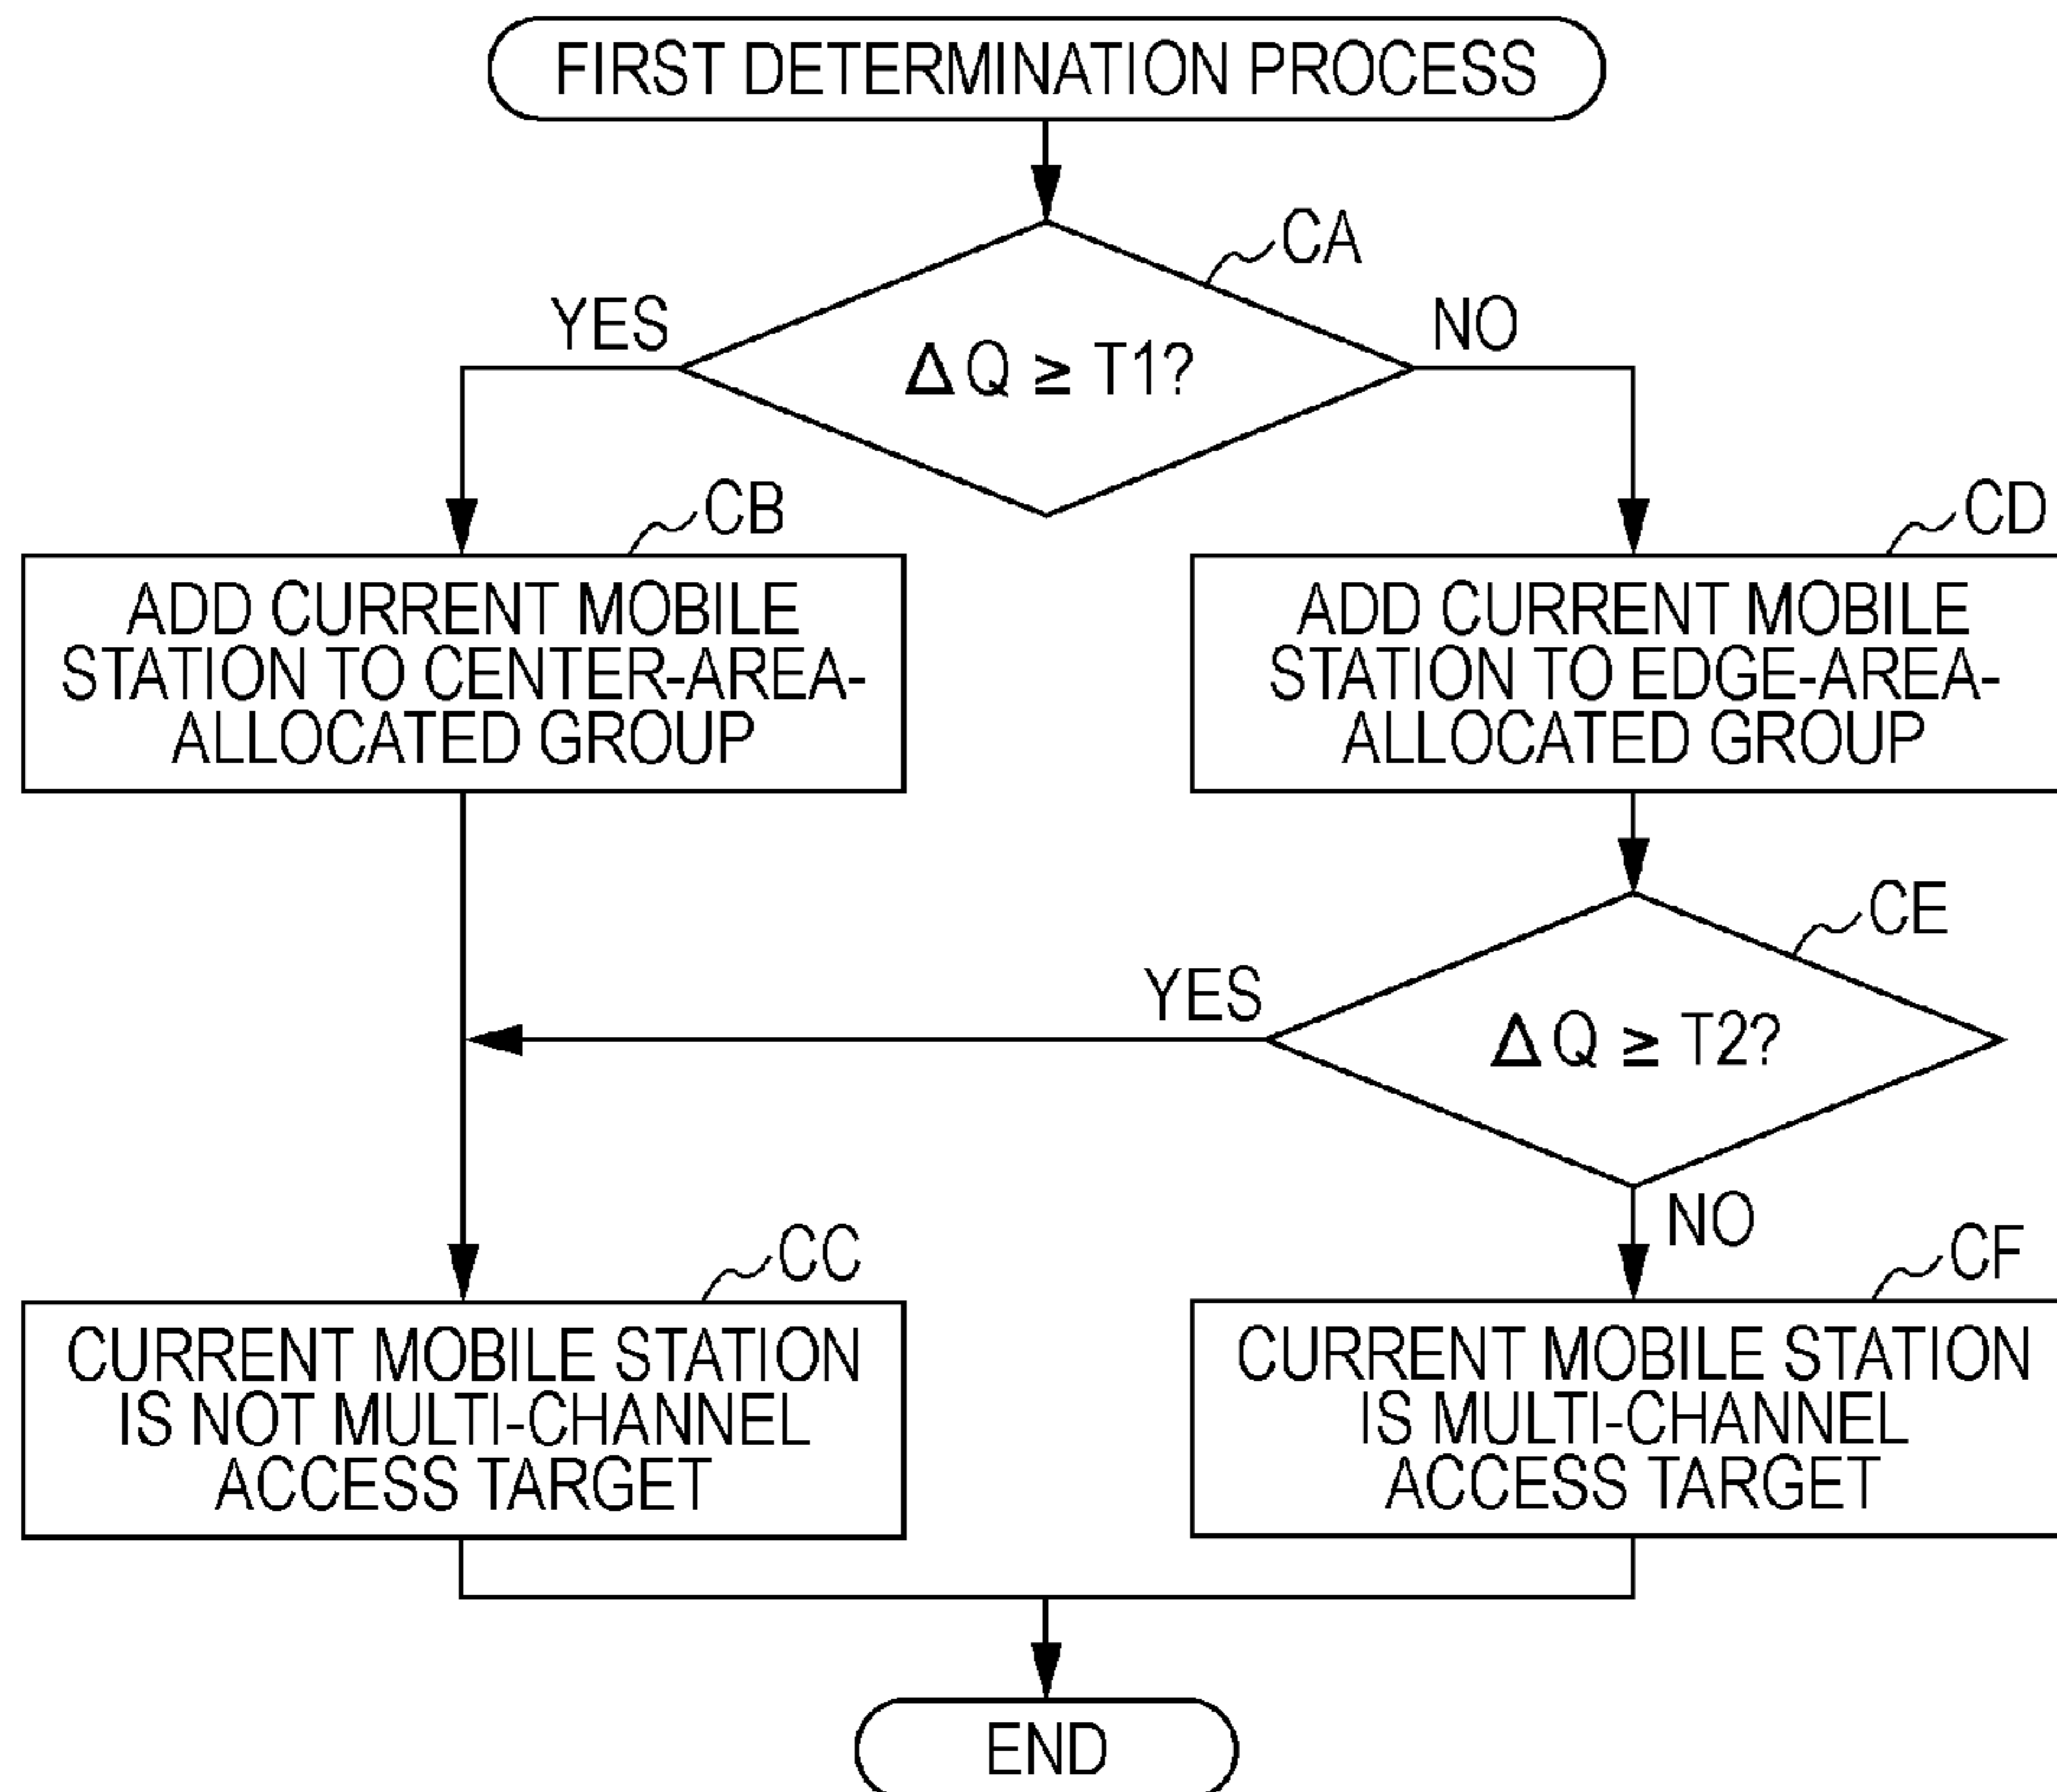 FIRST DETERMINATION PROCESS
CA
YES
NO
Δ Q ≥ T1?
CB
CD
ADD CURRENT MOBILE
STATION TO CENTER-AREA-
ALLOCATED GROUP
ADD CURRENT MOBILE
STATION TO EDGE-AREA-
ALLOCATED GROUP
CE
YES
Δ Q ≥ T2?
NO
CC
CF
CURRENT MOBILE STATION
IS NOT MULTI-CHANNEL
ACCESS TARGET
CURRENT MOBILE STATION
IS MULTI-CHANNEL
ACCESS TARGET
END